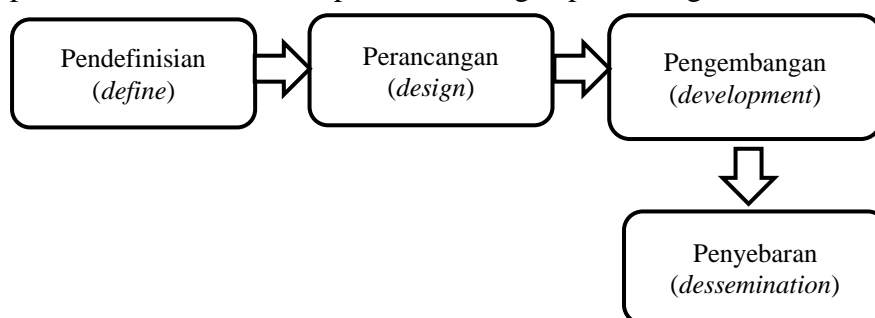 Pendefinisian
(define)
Perancangan
(design)
Pengembangan
(development)
Penyebaran
(dessemination)